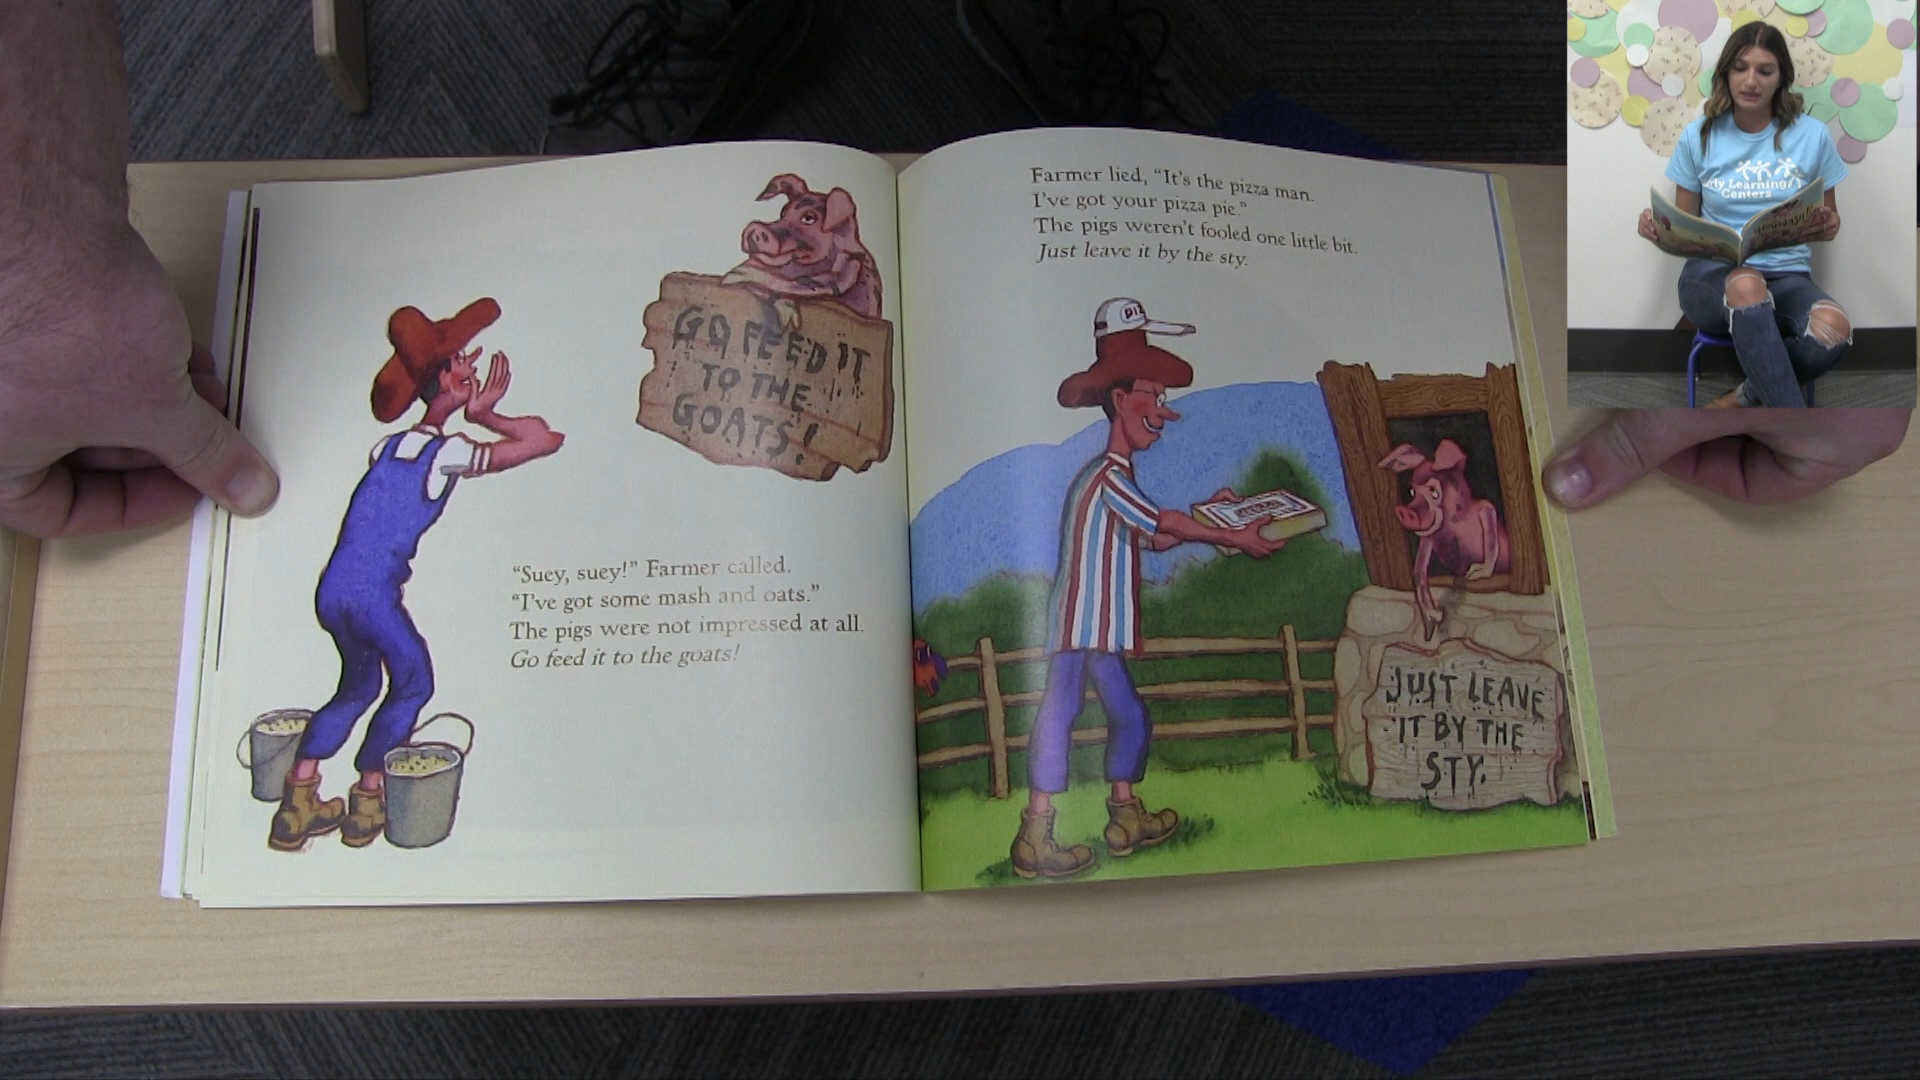 GO FEED IT
TO THE
GOATS!
"Suey, suey!" Farmer called.
"I've got some mash and oats."
The pigs were not impressed at all.
Go feed it to the goats!
Farmer lied, "It's the pizza man.
I've got your pizza pie."
The pigs weren't fooled one little bit.
Just leave it by the sty.
PIZ
JUST LEAVE
IT BY THE
STY.
Learning
Centers